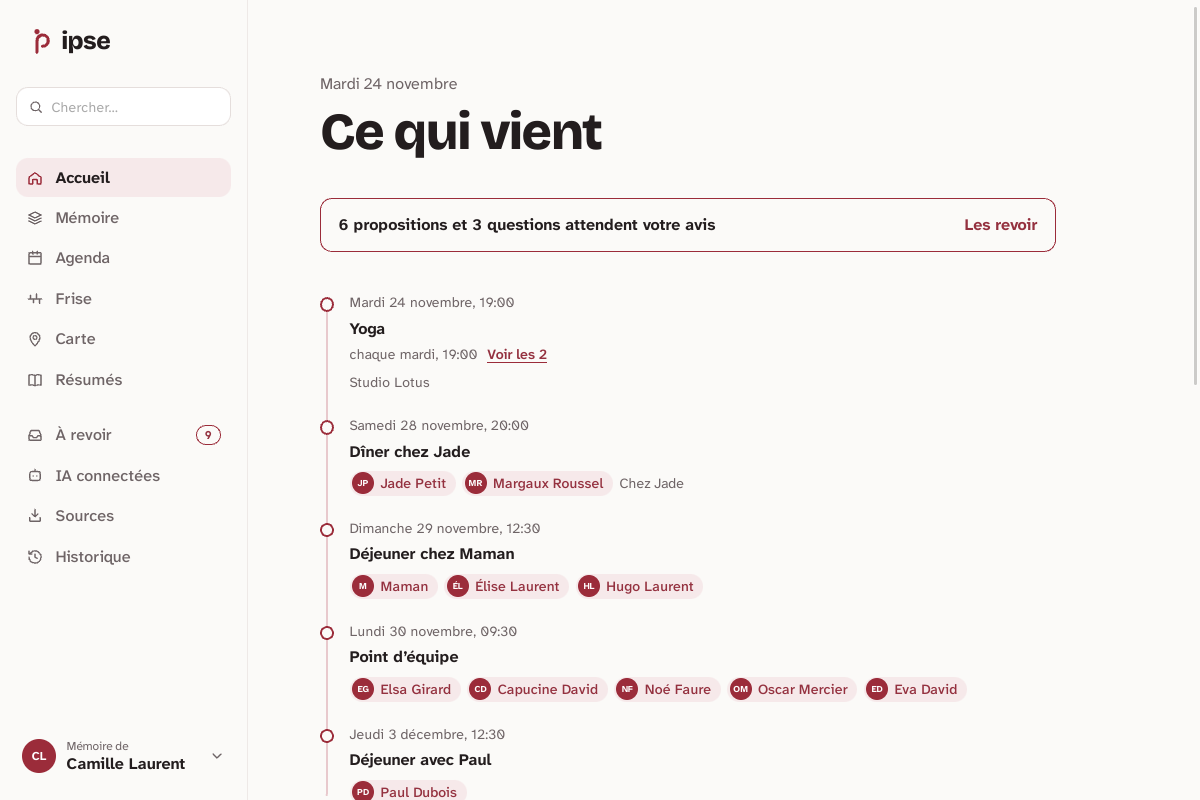 ipse
Chercher...
Accueil
Mémoire
Agenda
Frise
Carte
Résumés
À revoir 9
IA connectées
Sources
Historique
CL Mémoire de
Camille Laurent
Mardi 24 novembre
Ce qui vient
6 propositions et 3 questions attendent votre avis Les revoir
Mardi 24 novembre, 19:00
Yoga
chaque mardi, 19:00 Voir les 2
Studio Lotus
Samedi 28 novembre, 20:00
Dîner chez Jade
JP Jade Petit MR Margaux Roussel Chez Jade
Dimanche 29 novembre, 12:30
Déjeuner chez Maman
M Maman ÉL Élise Laurent HL Hugo Laurent
Lundi 30 novembre, 09:30
Point d’équipe
EG Elsa Girard CD Capucine David NF Noé Faure OM Oscar Mercier ED Eva David
Jeudi 3 décembre, 12:30
Déjeuner avec Paul
PD Paul Dubois